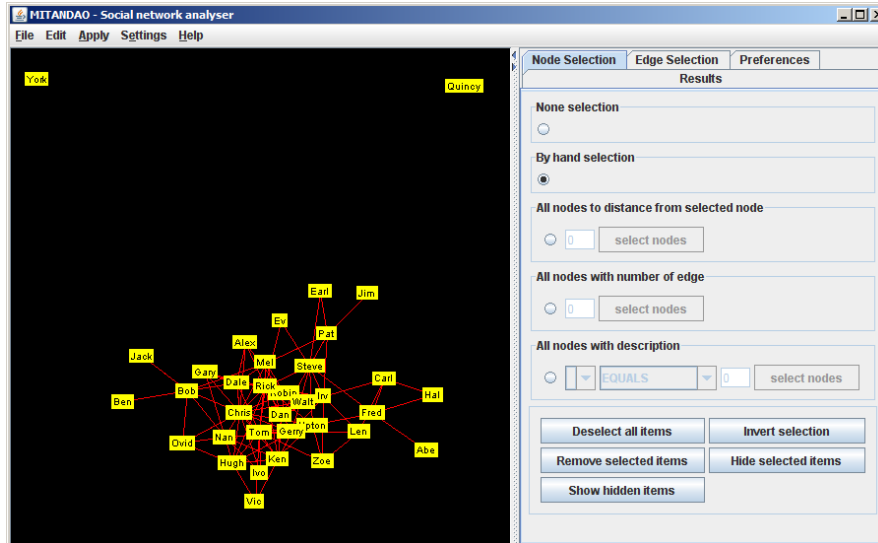 MITANDAO - Social network analyser
File Edit Apply Settings Help
York
Quincy
Earl
Jim
Ev
Pat
Alex
Jack
Mel
Steve
Gary
Carl
Dale
Rick
Bob
Robin
Irv
Hal
Ben
Walt
Chris
Dan
Fred
Upton
Tom
Gerry
Len
Nan
Ovid
Abe
Hugh
Ken
Zoe
Ivo
Vic
Node Selection Edge Selection Preferences
Results
None selection
By hand selection
All nodes to distance from selected node
0 select nodes
All nodes with number of edge
0 select nodes
All nodes with description
EQUALS 0 select nodes
Deselect all items Invert selection
Remove selected items Hide selected items
Show hidden items